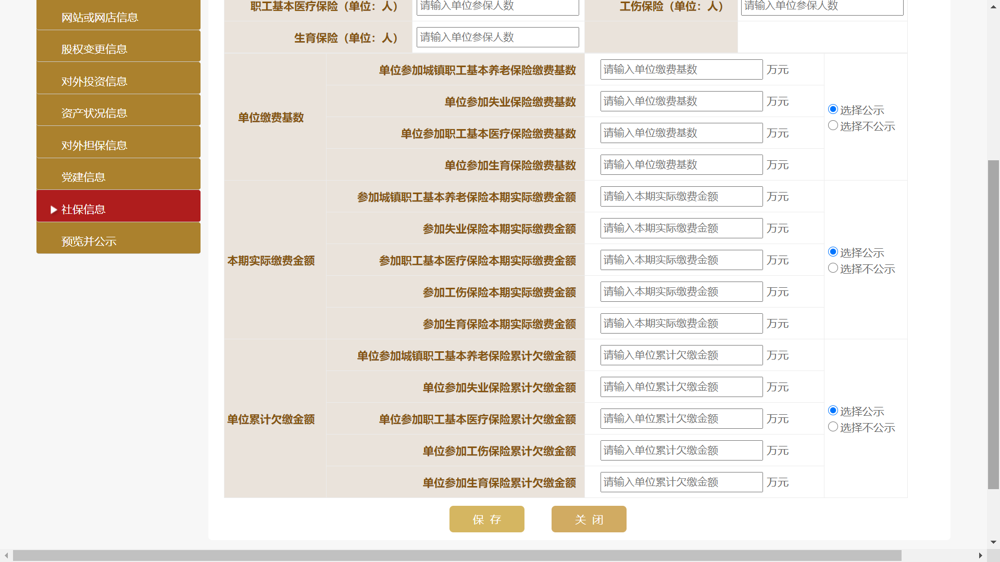 网站或网店信息
股权变更信息
对外投资信息
资产状况信息
对外担保信息
党建信息
社保信息
预览并公示
职工基本医疗保险（单位：人） 请输入单位参保人数 工伤保险（单位：人） 请输入单位参保人数
生育保险（单位：人） 请输入单位参保人数
单位缴费基数
单位参加城镇职工基本养老保险缴费基数 请输入单位缴费基数 万元
单位参加失业保险缴费基数 请输入单位缴费基数 万元
单位参加职工基本医疗保险缴费基数 请输入单位缴费基数 万元
单位参加生育保险缴费基数 请输入单位缴费基数 万元
选择公示
选择不公示
本期实际缴费金额
参加城镇职工基本养老保险本期实际缴费金额 请输入本期实际缴费金额 万元
参加失业保险本期实际缴费金额 请输入本期实际缴费金额 万元
参加职工基本医疗保险本期实际缴费金额 请输入本期实际缴费金额 万元
参加工伤保险本期实际缴费金额 请输入本期实际缴费金额 万元
参加生育保险本期实际缴费金额 请输入本期实际缴费金额 万元
选择公示
选择不公示
单位累计欠缴金额
单位参加城镇职工基本养老保险累计欠缴金额 请输入单位累计欠缴金额 万元
单位参加失业保险累计欠缴金额 请输入单位累计欠缴金额 万元
单位参加职工基本医疗保险累计欠缴金额 请输入单位累计欠缴金额 万元
单位参加工伤保险累计欠缴金额 请输入单位累计欠缴金额 万元
单位参加生育保险累计欠缴金额 请输入单位累计欠缴金额 万元
选择公示
选择不公示
保 存 关 闭